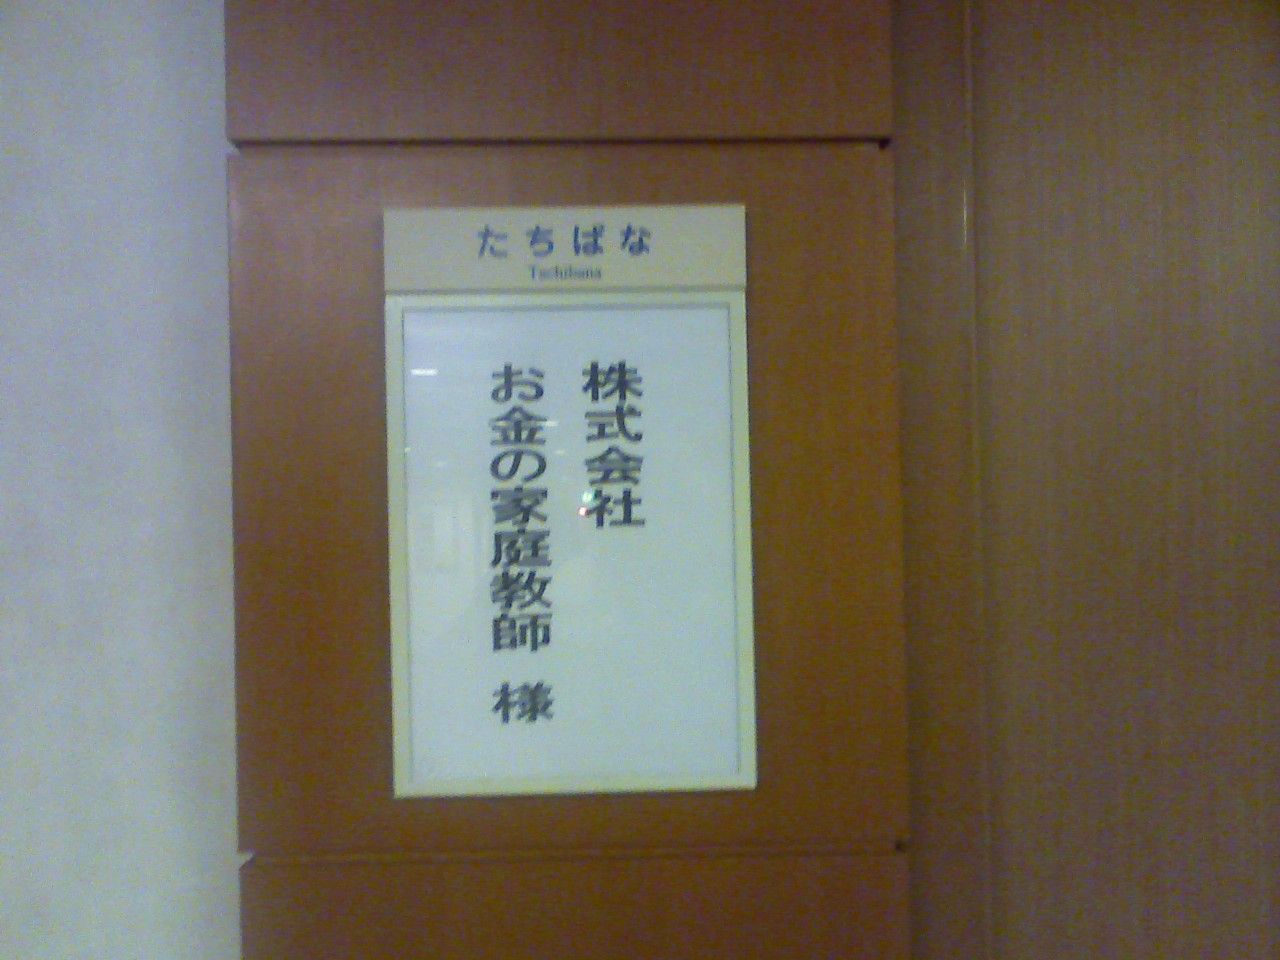 たちばな
Tachibana
株式会社
お金の家庭教師 様